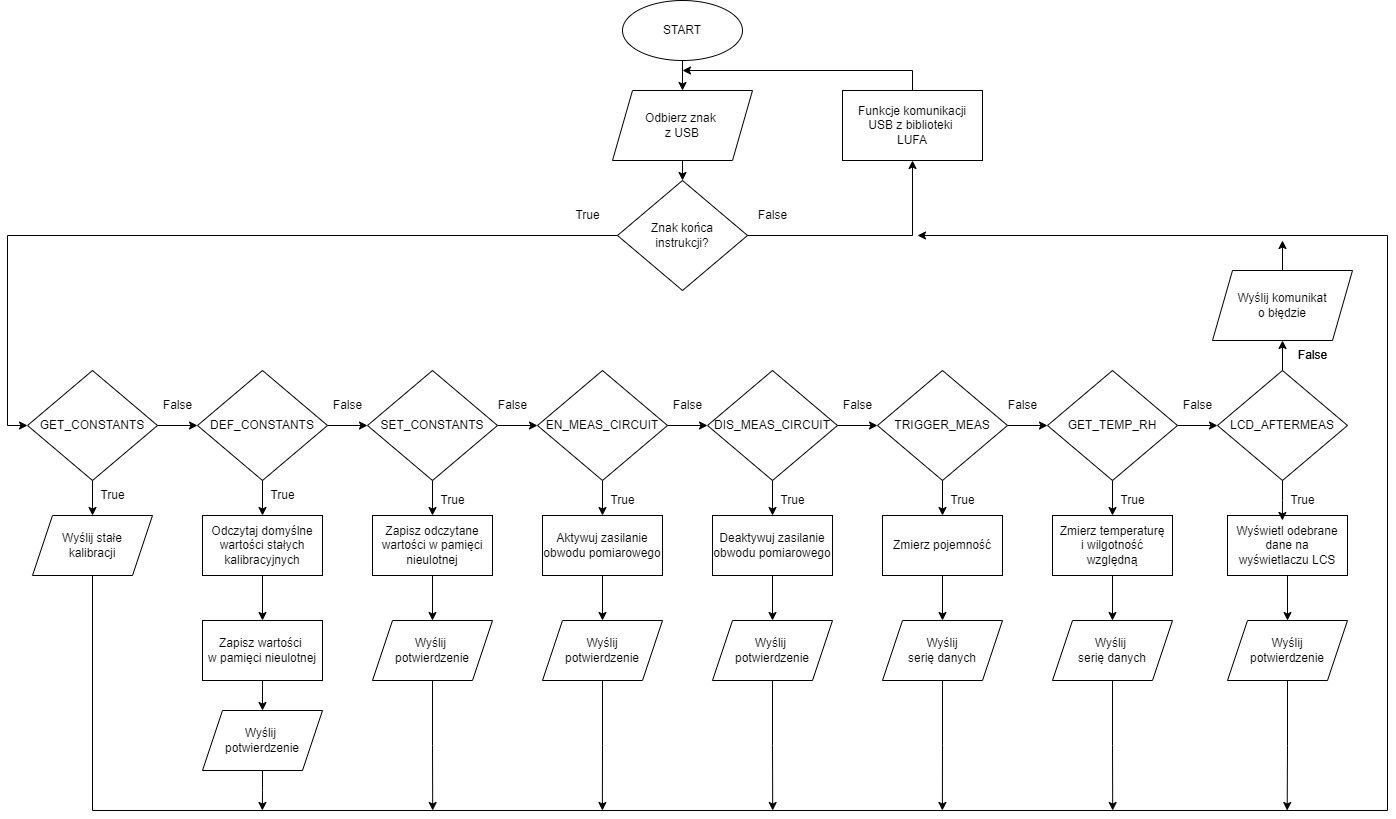 START
Odbierz znak
z USB
Funkcje komunikacji
USB z biblioteki
LUFA
True
Znak końca
instrukcji?
False
Wyślij komunikat
o błędzie
False
GET_CONSTANTS
False
DEF_CONSTANTS
False
SET_CONSTANTS
False
EN_MEAS_CIRCUIT
False
DIS_MEAS_CIRCUIT
False
TRIGGER_MEAS
False
GET_TEMP_RH
False
LCD_AFTERMEAS
True
True
True
True
True
True
True
True
Wyślij stałe
kalibracji
Odczytaj domyślne
wartości stałych
kalibracyjnych
Zapisz odczytane
wartości w pamięci
nieulotnej
Aktywuj zasilanie
obwodu pomiarowego
Deaktywuj zasilanie
obwodu pomiarowego
Zmierz pojemność
Zmierz temperaturę
i wilgotność
względną
Wyświetl odebrane
dane na
wyświetlaczu LCS
Zapisz wartości
w pamięci nieulotnej
Wyślij
potwierdzenie
Wyślij
potwierdzenie
Wyślij
potwierdzenie
Wyślij
serię danych
Wyślij
serię danych
Wyślij
potwierdzenie
Wyślij
potwierdzenie